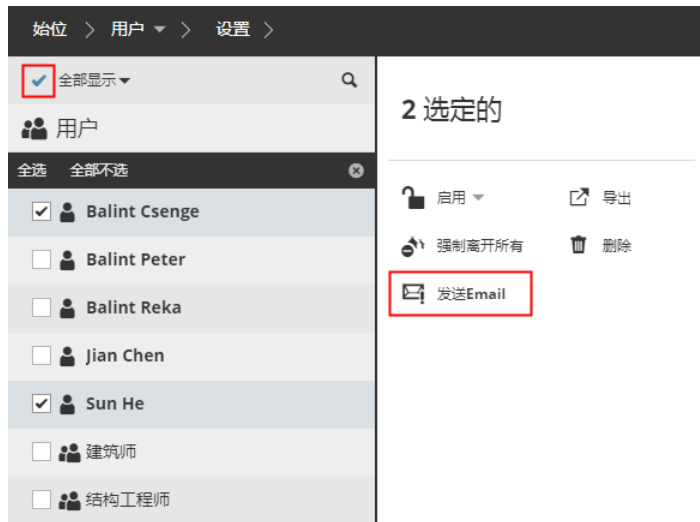 始位 用户 设置
全部显示
用户
全选 全部不选
Balint Csenge
Balint Peter
Balint Reka
Jian Chen
Sun He
建筑师
结构工程师
2 选定的
启用 导出
强制离开所有 删除
发送Email